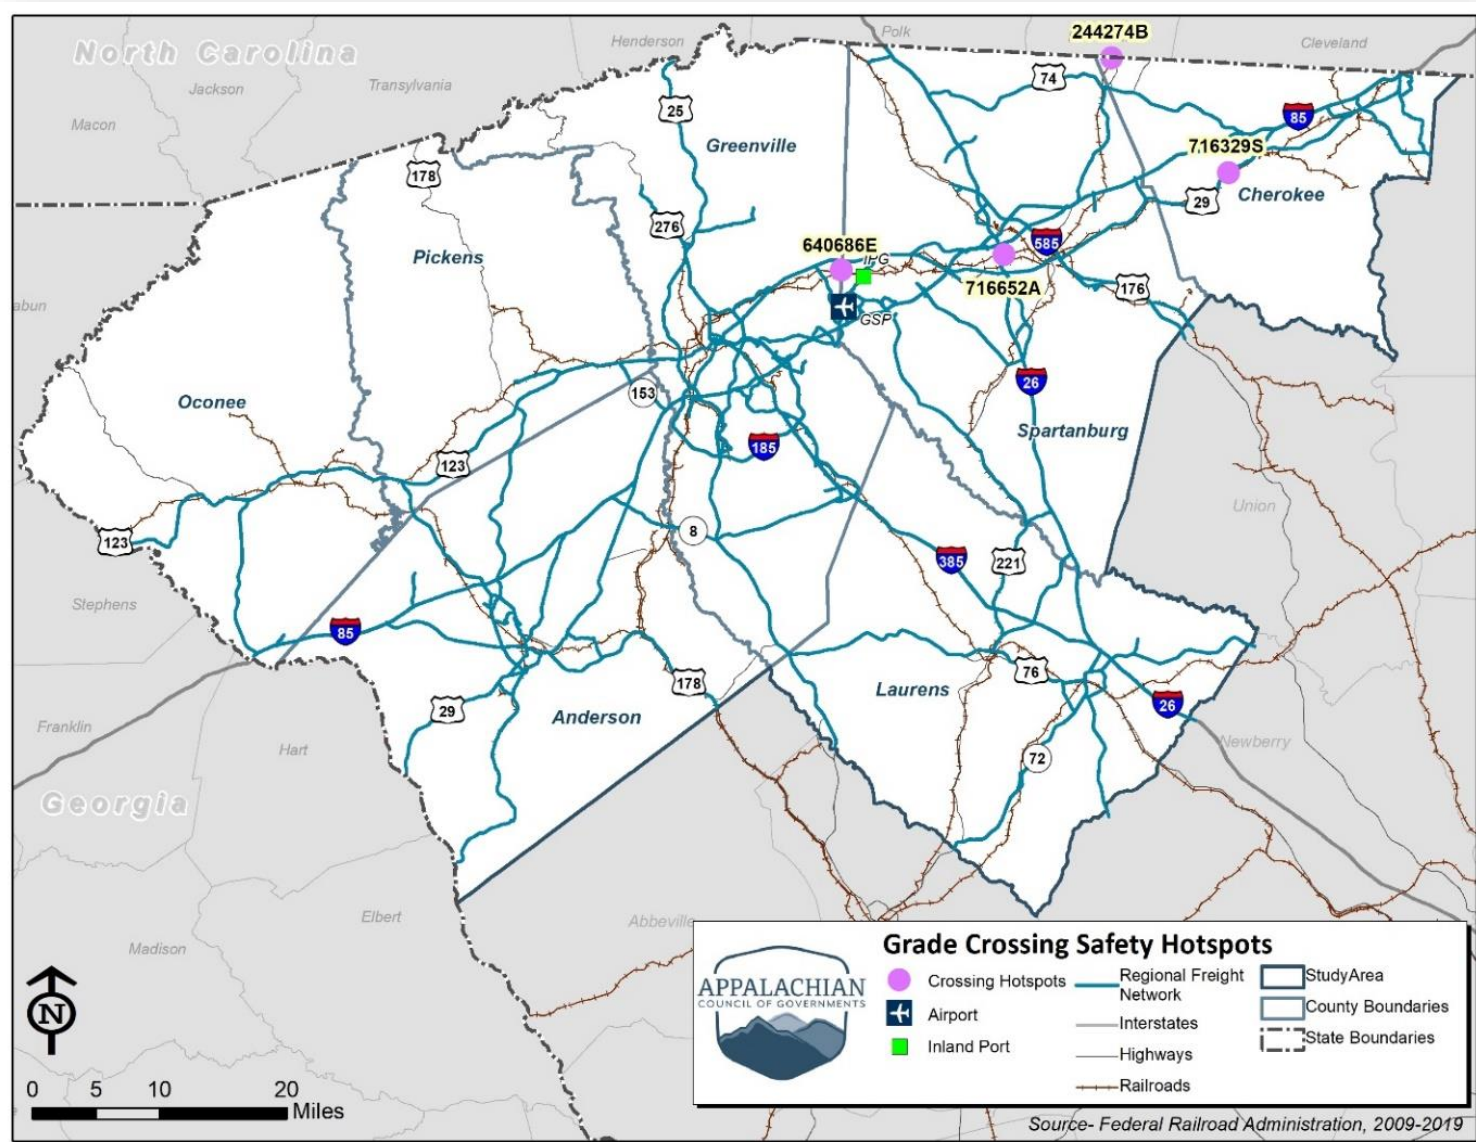 North Carolina
Henderson
Polk
244274B
Cleveland
Jackson
Transylvania
Macon
74
25
85
Greenville
716329S
178
29
Cherokee
276
640686E
585
Pickens
IPG
716652A
176
abun
GSP
153
26
Oconee
185
Spartanburg
123
8
Union
123
385
221
Stephens
85
76
178
Laurens
26
29
Anderson
Franklin
Hart
Newberry
72
Georgia
Elbert
Abbeville
Madison
Grade Crossing Safety Hotspots
APPALACHIAN
COUNCIL OF GOVERNMENTS
Crossing Hotspots
Airport
Inland Port
Regional Freight
Network
Interstates
Highways
Railroads
StudyArea
County Boundaries
State Boundaries
N
0 5 10 20
Miles
Source- Federal Railroad Administration, 2009-2019